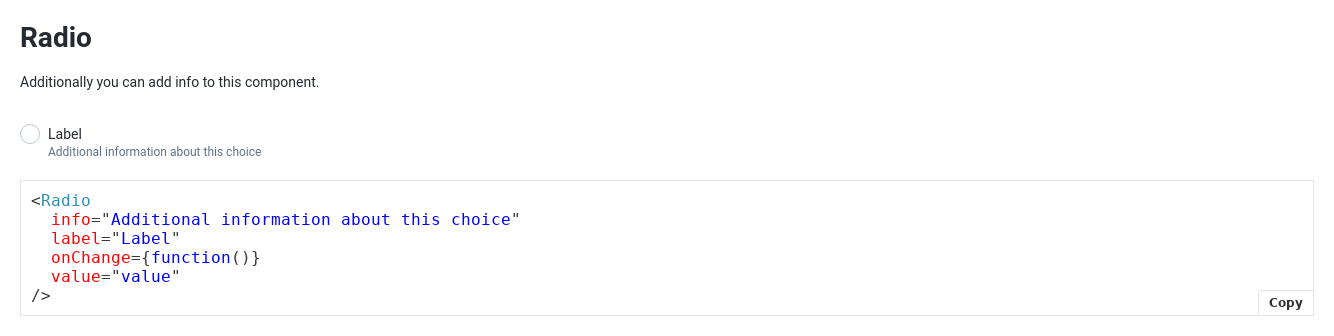 Radio
Additionally you can add info to this component.
Label
Additional information about this choice
<Radio
  info="Additional information about this choice"
  label="Label"
  onChange={function()}
  value="value"
/>
Copy